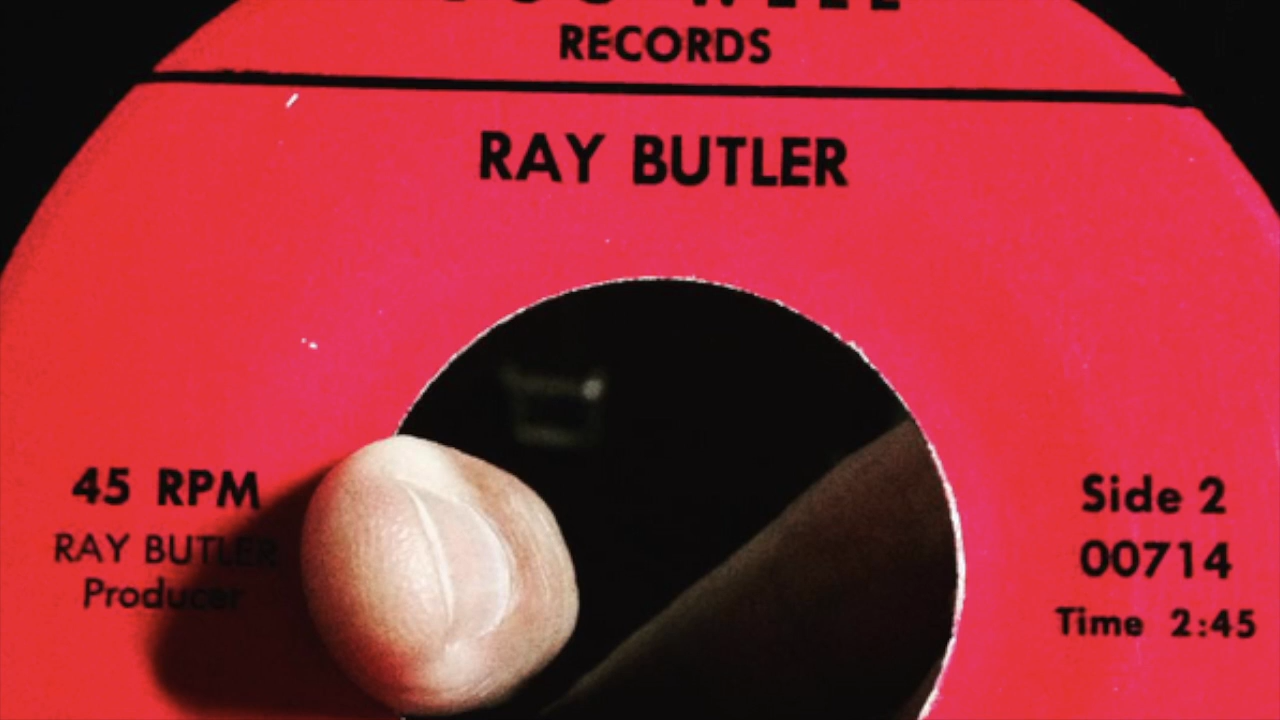 RECORDS
RAY BUTLER
45 RPM
RAY BUTLER
Producer
Side 2
00714
Time 2:45